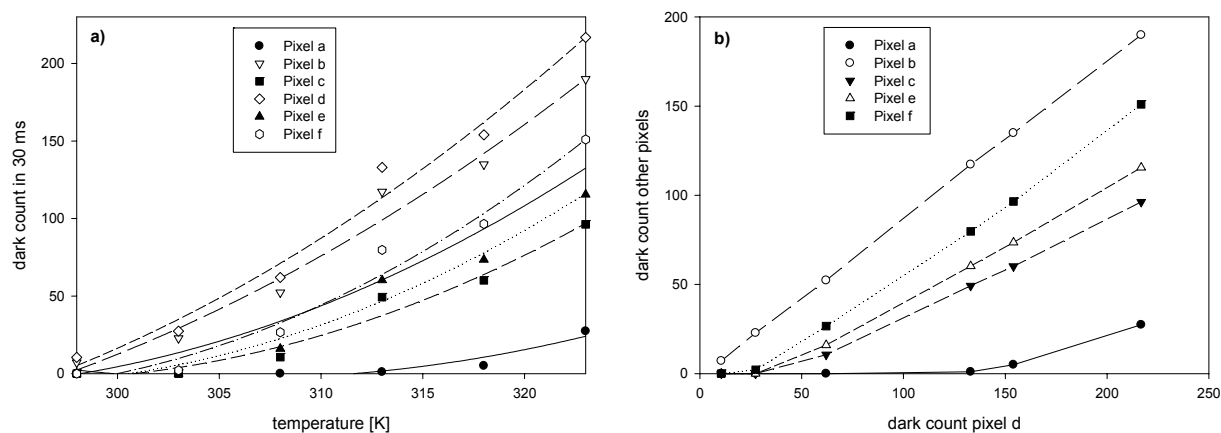 a)
Pixel a
Pixel b
Pixel c
Pixel d
Pixel e
Pixel f
dark count in 30 ms
200
150
100
50
0
300 305 310 315 320
temperature [K]
b)
Pixel a
Pixel b
Pixel c
Pixel e
Pixel f
dark count other pixels
200
150
100
50
0
0 50 100 150 200 250
dark count pixel d